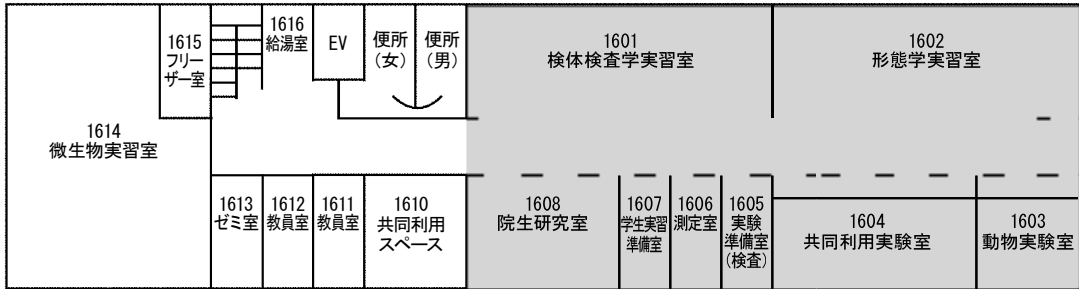 1616
給湯室
EV
便所
(女)
便所
(男)
1601
検体検査学実習室
1602
形態学実習室
1615
フリー
ザー室
1614
微生物実習室
1613
ゼミ室
1612
教員室
1611
教員室
1610
共同利用
スペース
1608
院生研究室
1607
学生実習
準備室
1606
測定室
1605
実験
準備室
(検査)
1604
共同利用実験室
1603
動物実験室